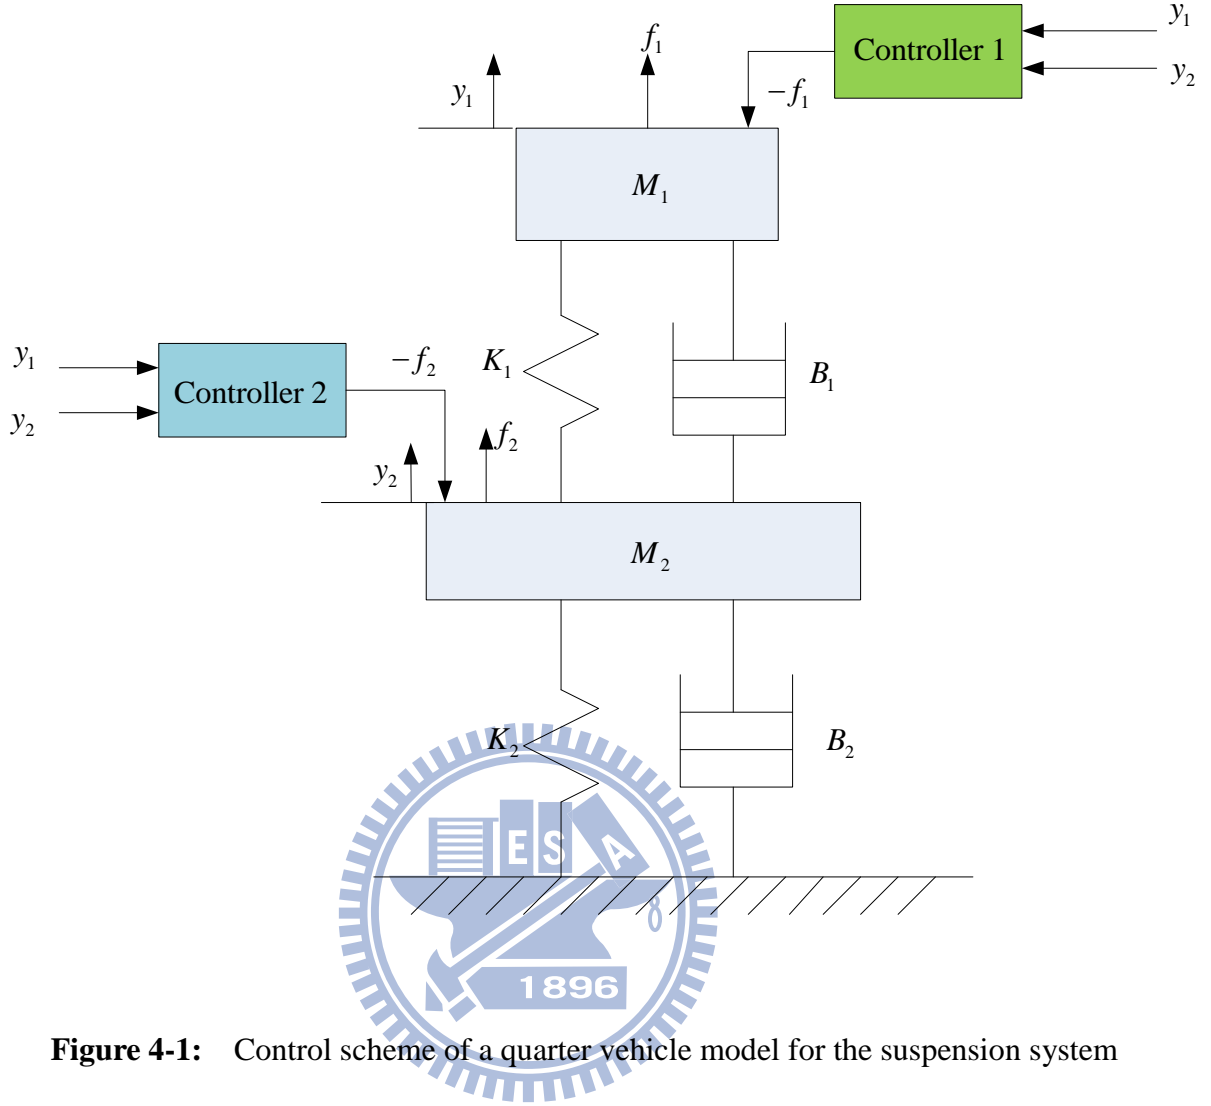 y₁
Controller 1
y₂
f₁
−f₁
y₁
M₁
y₁
Controller 2
y₂
−f₂
K₁
B₁
f₂
y₂
M₂
K₂
B₂
E S A
1896
Figure 4-1: Control scheme of a quarter vehicle model for the suspension system